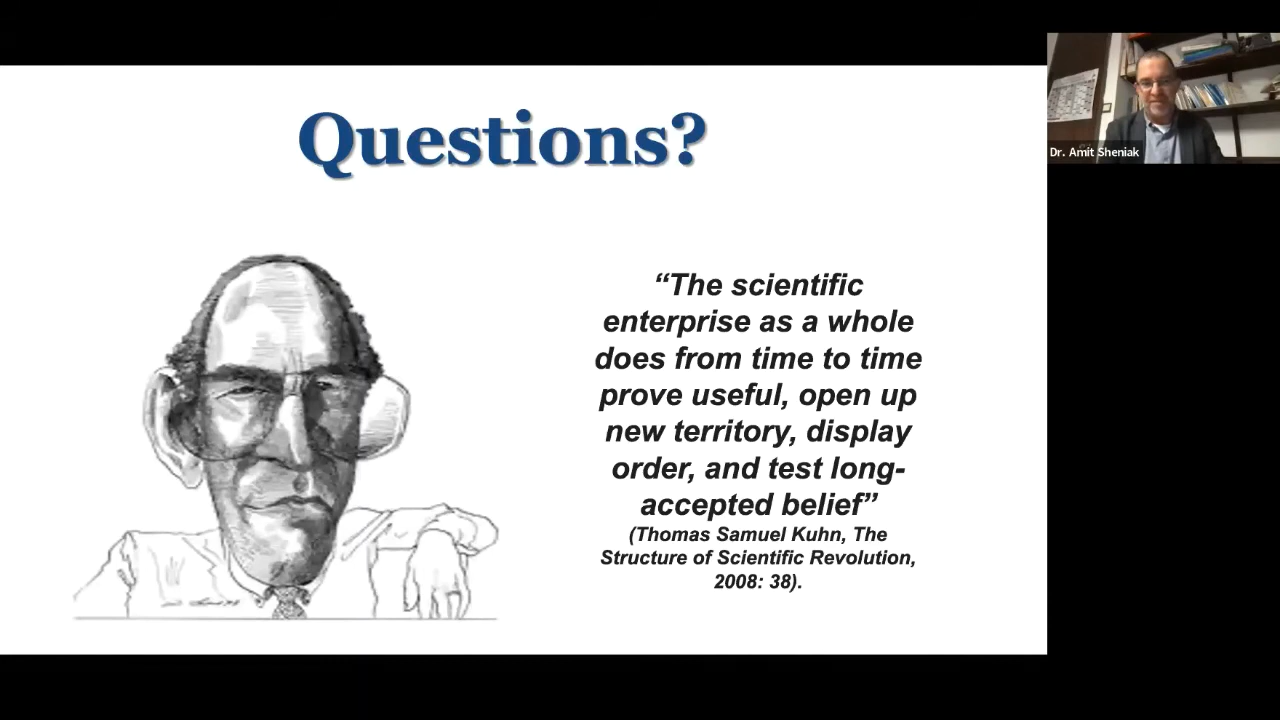 Questions?
“The scientific
enterprise as a whole
does from time to time
prove useful, open up
new territory, display
order, and test long-
accepted belief”
(Thomas Samuel Kuhn, The
Structure of Scientific Revolution,
2008: 38).
Dr. Amit Sheniak